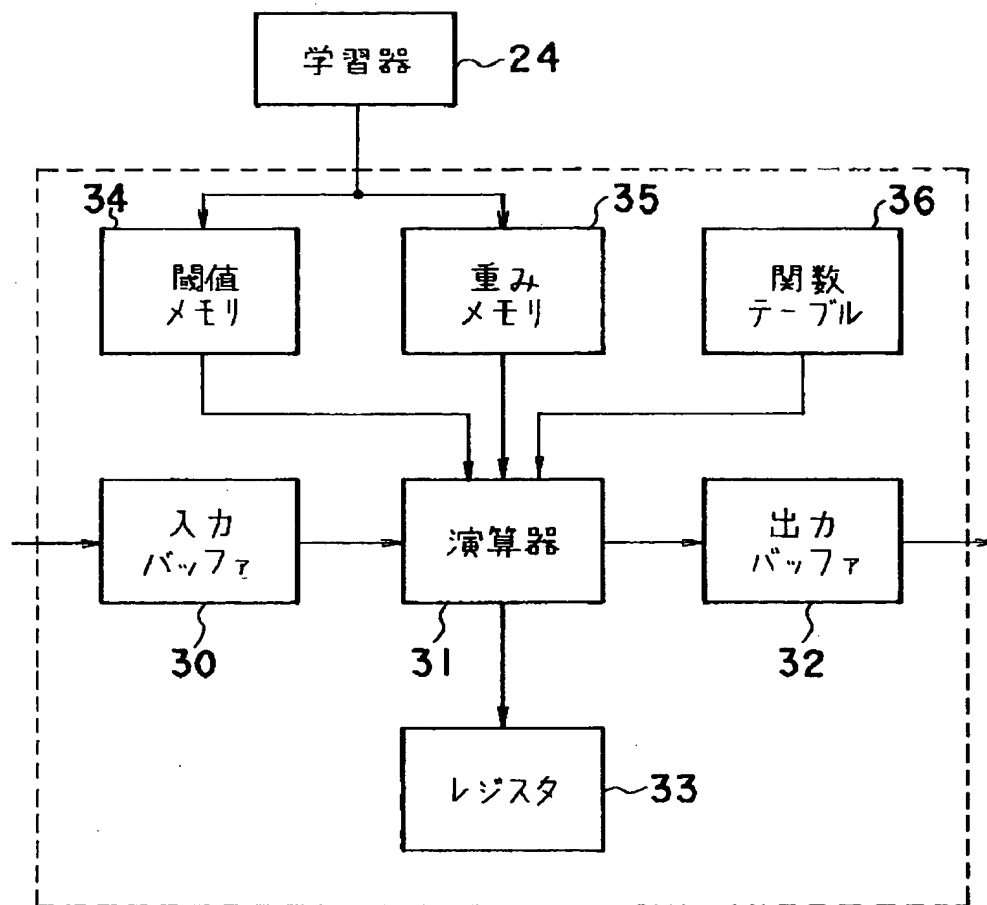 学習器
24
34
35
36
閾値
メモリ
重み
メモリ
関数
テーブル
入力
バッファ
演算器
出力
バッファ
30
31
32
レジスタ
33